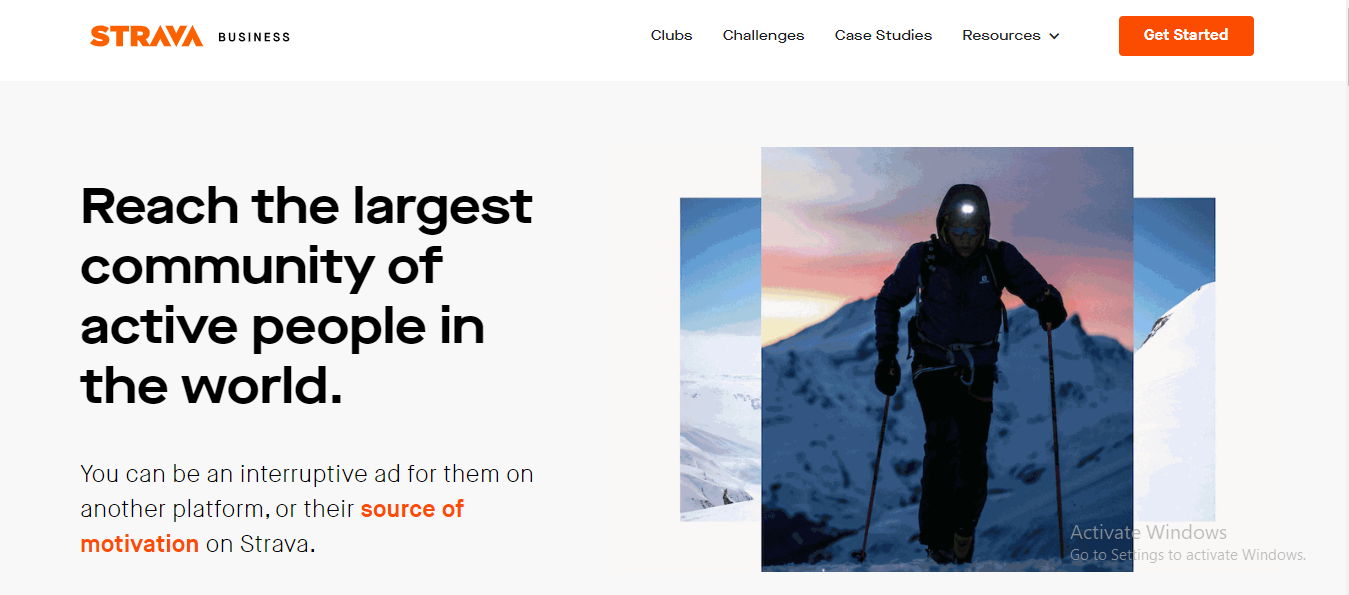 STRAVA BUSINESS
Clubs Challenges Case Studies Resources Get Started
Reach the largest
community of
active people in
the world.
You can be an interruptive ad for them on
another platform, or their source of
motivation on Strava.
Activate Windows
Go to Settings to activate Windows.